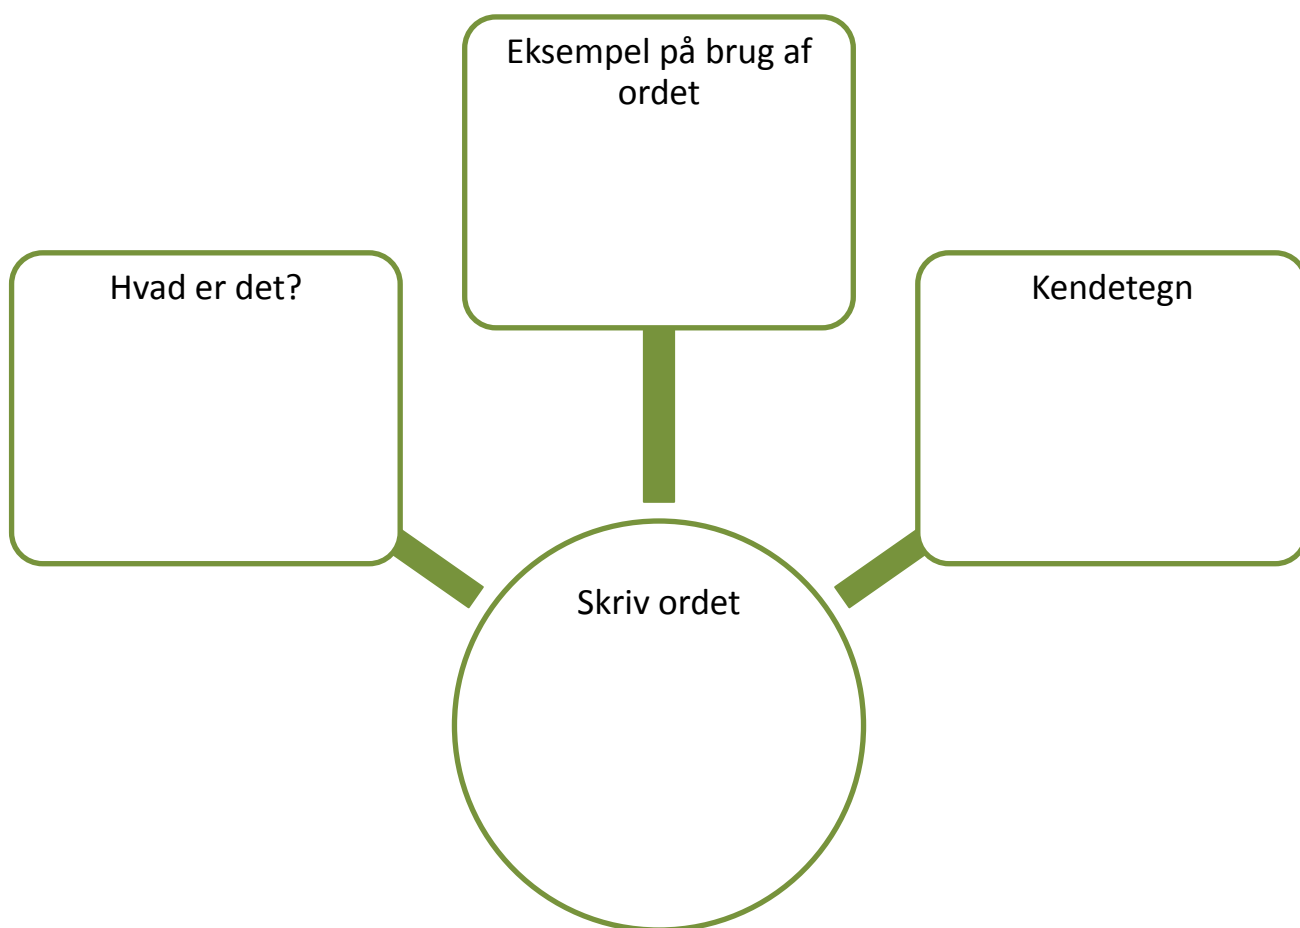 Eksempel på brug af
ordet
Hvad er det?
Kendetegn
Skriv ordet